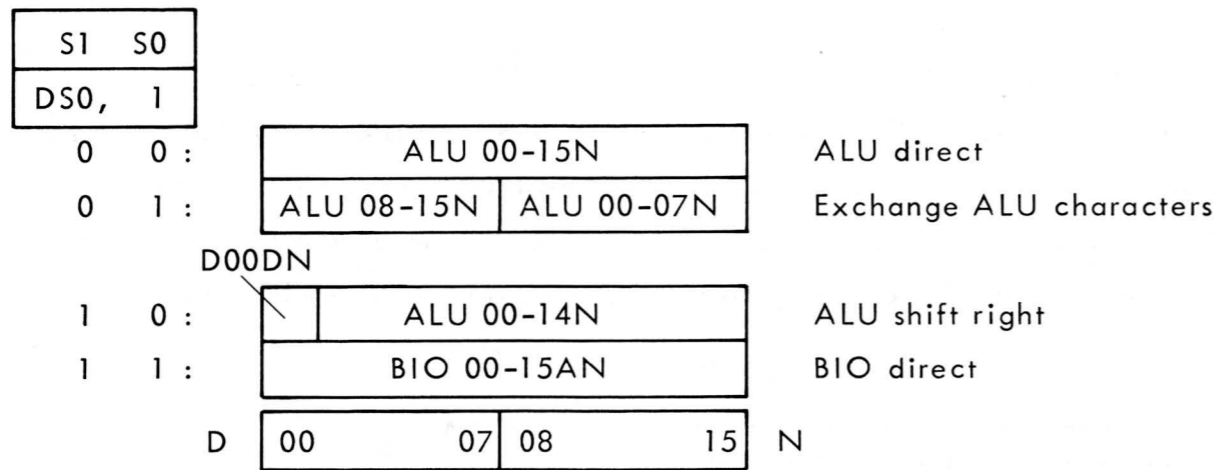 S1 S0
DS0, 1
0 0 : ALU 00-15N ALU direct
0 1 : ALU 08-15N ALU 00-07N Exchange ALU characters
D00DN
1 0 : ALU 00-14N ALU shift right
1 1 : BIO 00-15AN BIO direct
D 00 07 08 15 N